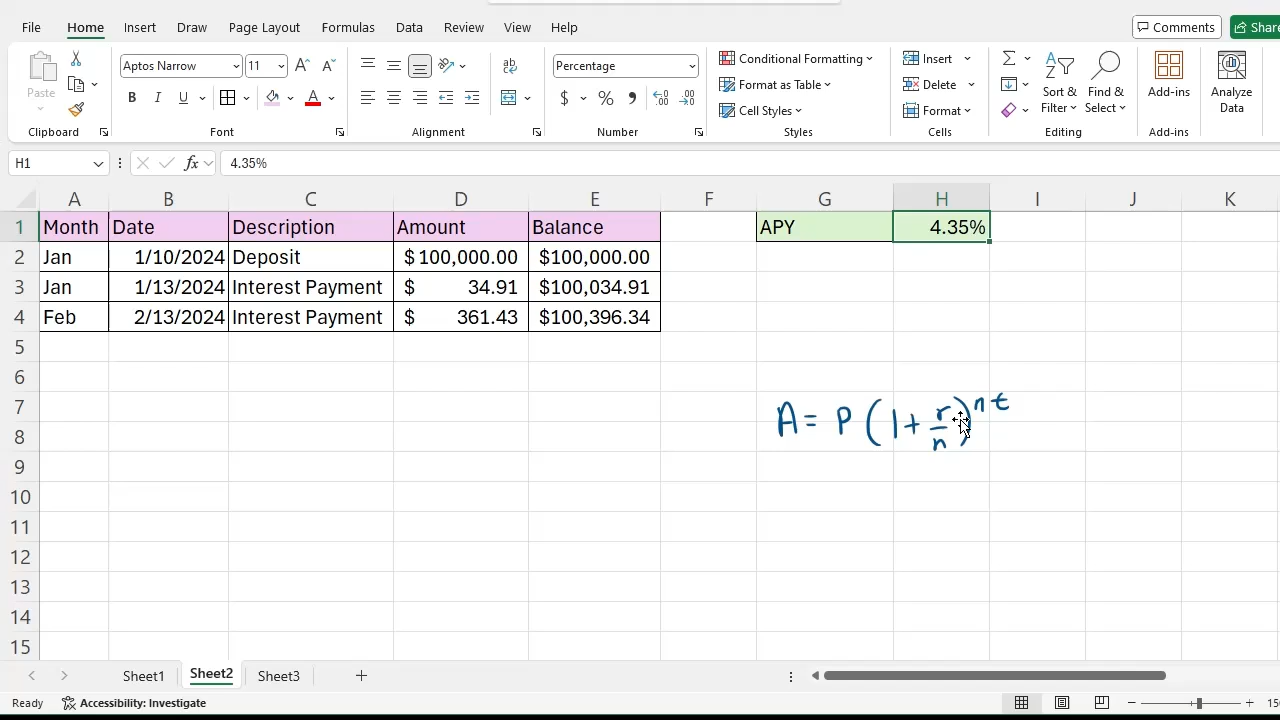 File Home Insert Draw Page Layout Formulas Data Review View Help Comments Share
Aptos Narrow 11 ab Percentage Conditional Formatting Insert
Paste B I U A $ % , Format as Table Delete Sort & Filter Find & Select Add-ins Analyze Data
Cell Styles Format
Clipboard Font Alignment Number Styles Cells Editing Add-ins
H1 fx 4.35%
A B C D E F G H I J K
1 Month Date Description Amount Balance APY 4.35%
2 Jan 1/10/2024 Deposit $ 100,000.00 $100,000.00
3 Jan 1/13/2024 Interest Payment $ 34.91 $100,034.91
4 Feb 2/13/2024 Interest Payment $ 361.43 $100,396.34
5
6
7
A = P ( 1 + r/n )^nt
8
9
10
11
12
13
14
15
Sheet1 Sheet2 Sheet3
Ready Accessibility: Investigate